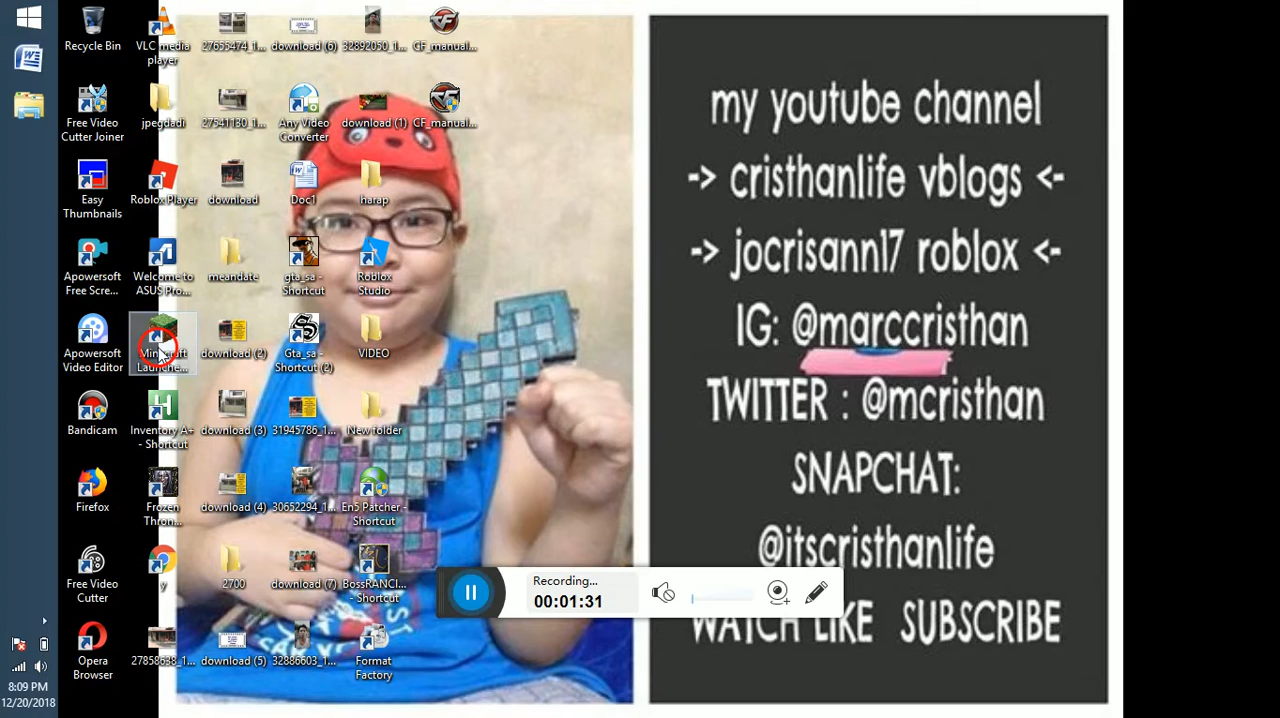 Recycle Bin
VLC media
player
27655474_1...
download (6)
32892050_1...
CF_manual...
Free Video
Cutter Joiner
jpegdadi
27541130_1...
Any Video
Converter
download (1)
CF_manual...
Easy
Thumbnails
Roblox Player
download
Doc1
harap
Apowersoft
Free Scre...
Welcome to
ASUS Pro...
meandate
gta_sa -
Shortcut
Roblox
Studio
Apowersoft
Video Editor
Minecraft
Launche...
download (2)
Gta_sa -
Shortcut (2)
VIDEO
Bandicam
Inventory A+
- Shortcut
download (3)
31945786_1...
New folder
Firefox
Frozen
Thron...
download (4)
30652294_1...
En5 Patcher -
Shortcut
Free Video
Cutter
y
2700
download (7)
BossRANCI...
- Shortcut
Opera
Browser
27858638_1...
download (5)
32886603_1...
Format
Factory
8:09 PM
12/20/2018
my youtube channel
-> cristhanlife vblogs <-
-> jocrisann17 roblox <-
IG: @marccristhan
TWITTER : @mcristhan
SNAPCHAT:
@itscristhanlife
WATCH LIKE SUBSCRIBE
Recording...
00:01:31